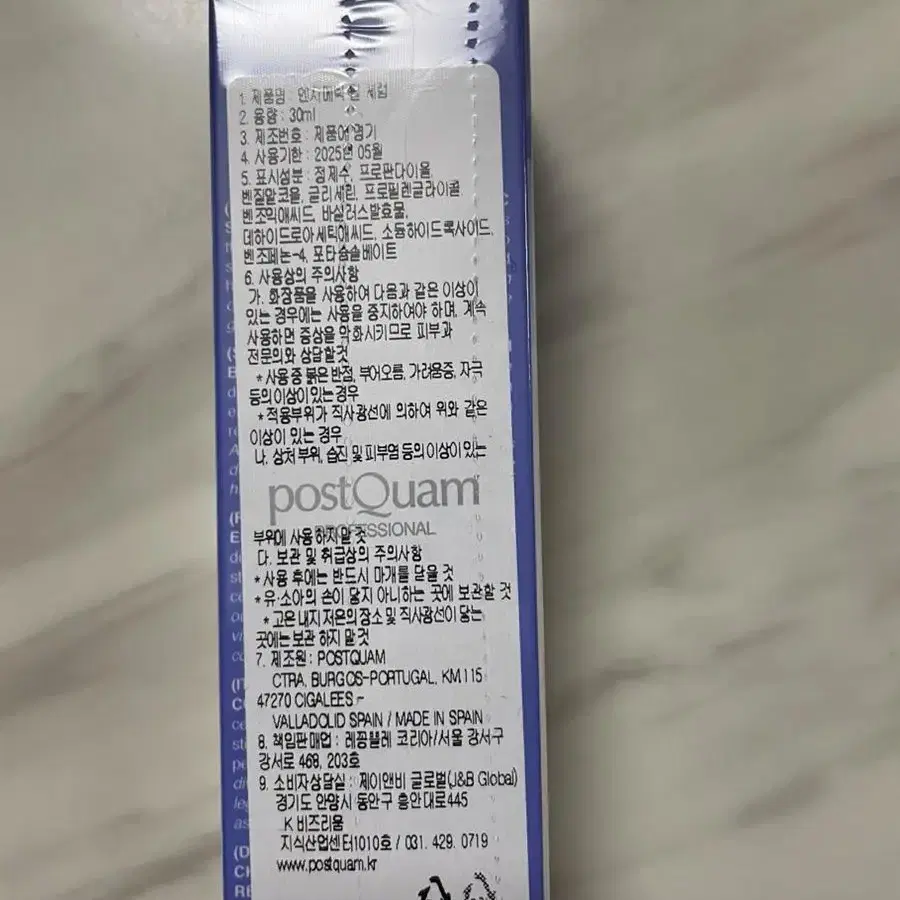 1. 제품명 : 엔지메틱 필 세럼
2. 용량 : 30ml
3. 제조번호 : 제품에 명기
4. 사용기한 : 2025년 05월
5. 표시성분 : 정제수, 프로판다이올,
벤질알코올, 글리세린, 프로필렌글라이콜
벤조익애씨드, 바실러스발효물,
데하이드로아세틱애씨드, 소듐하이드록사이드,
벤조페논-4, 포타슘솔베이트
6. 사용상의 주의사항
가. 화장품을 사용하여 다음과 같은 이상이
있는 경우에는 사용을 중지하여야 하며, 계속
사용하면 증상을 악화시키므로 피부과
전문의와 상담할것
* 사용 중 붉은 반점, 부어오름, 가려움증, 자극
등의 이상이 있는 경우
* 적용부위가 직사광선에 의하여 위와 같은
이상이 있는 경우
나. 상처 부위, 습진 및 피부염 등의 이상이 있는
postQuam
PROFESSIONAL
부위에 사용 하지 말 것
다. 보관 및 취급상의 주의사항
* 사용 후에는 반드시 마개를 닫을 것
* 유·소아의 손이 닿지 아니하는 곳에 보관할 것
* 고온 내지 저온의 장소 및 직사광선이 닿는
곳에는 보관 하지 말 것
7. 제조원 : POSTQUAM
CTRA, BURGOS-PORTUGAL, KM 115
47270 CIGALEES -
VALLADOLID SPAIN / MADE IN SPAIN
8. 책임판매업 : 레꽁쁠레 코리아/서울 강서구
강서로 468, 203호
9. 소비자상담실 : 제이앤비 글로벌(J&B Global)
경기도 안양시 동안구 흥안대로445
K 비즈리움
지식산업센터1010호 / 031. 429. 0719
www.postquam.kr